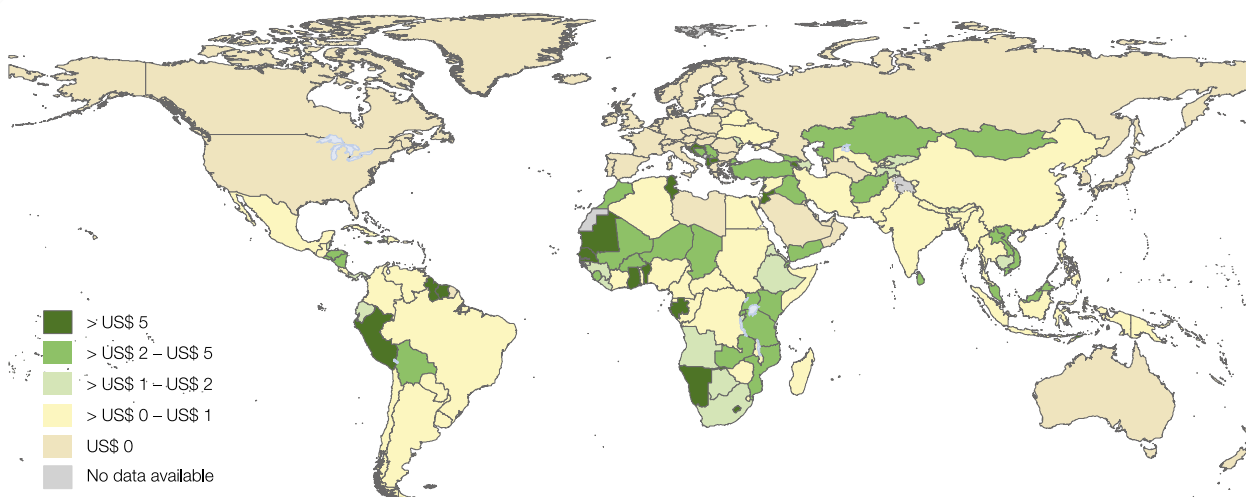 > US$ 5
> US$ 2 – US$ 5
> US$ 1 – US$ 2
> US$ 0 – US$ 1
US$ 0
No data available